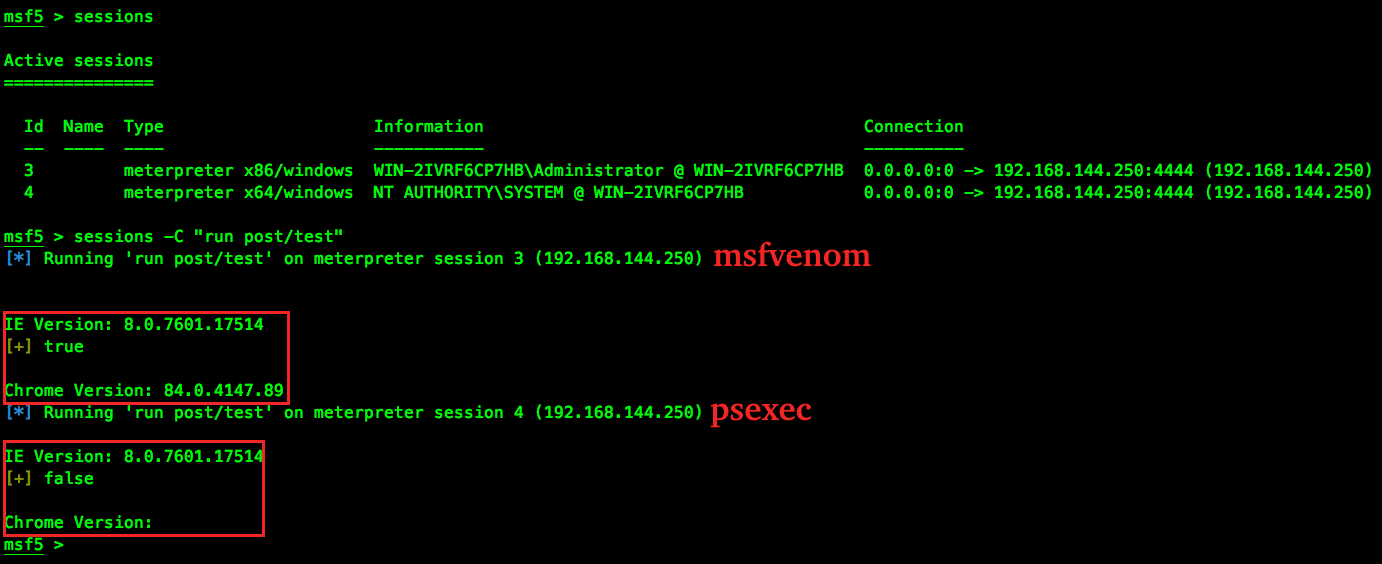 msf5 > sessions
Active sessions
===============
Id Name Type Information Connection
-- ---- ---- ----------- ----------
3 meterpreter x86/windows WIN-2IVRF6CP7HB\Administrator @ WIN-2IVRF6CP7HB 0.0.0.0:0 -> 192.168.144.250:4444 (192.168.144.250)
4 meterpreter x64/windows NT AUTHORITY\SYSTEM @ WIN-2IVRF6CP7HB 0.0.0.0:0 -> 192.168.144.250:4444 (192.168.144.250)
msf5 > sessions -C "run post/test"
[*] Running 'run post/test' on meterpreter session 3 (192.168.144.250) msfvenom
IE Version: 8.0.7601.17514
[+] true
Chrome Version: 84.0.4147.89
[*] Running 'run post/test' on meterpreter session 4 (192.168.144.250) psexec
IE Version: 8.0.7601.17514
[+] false
Chrome Version:
msf5 >